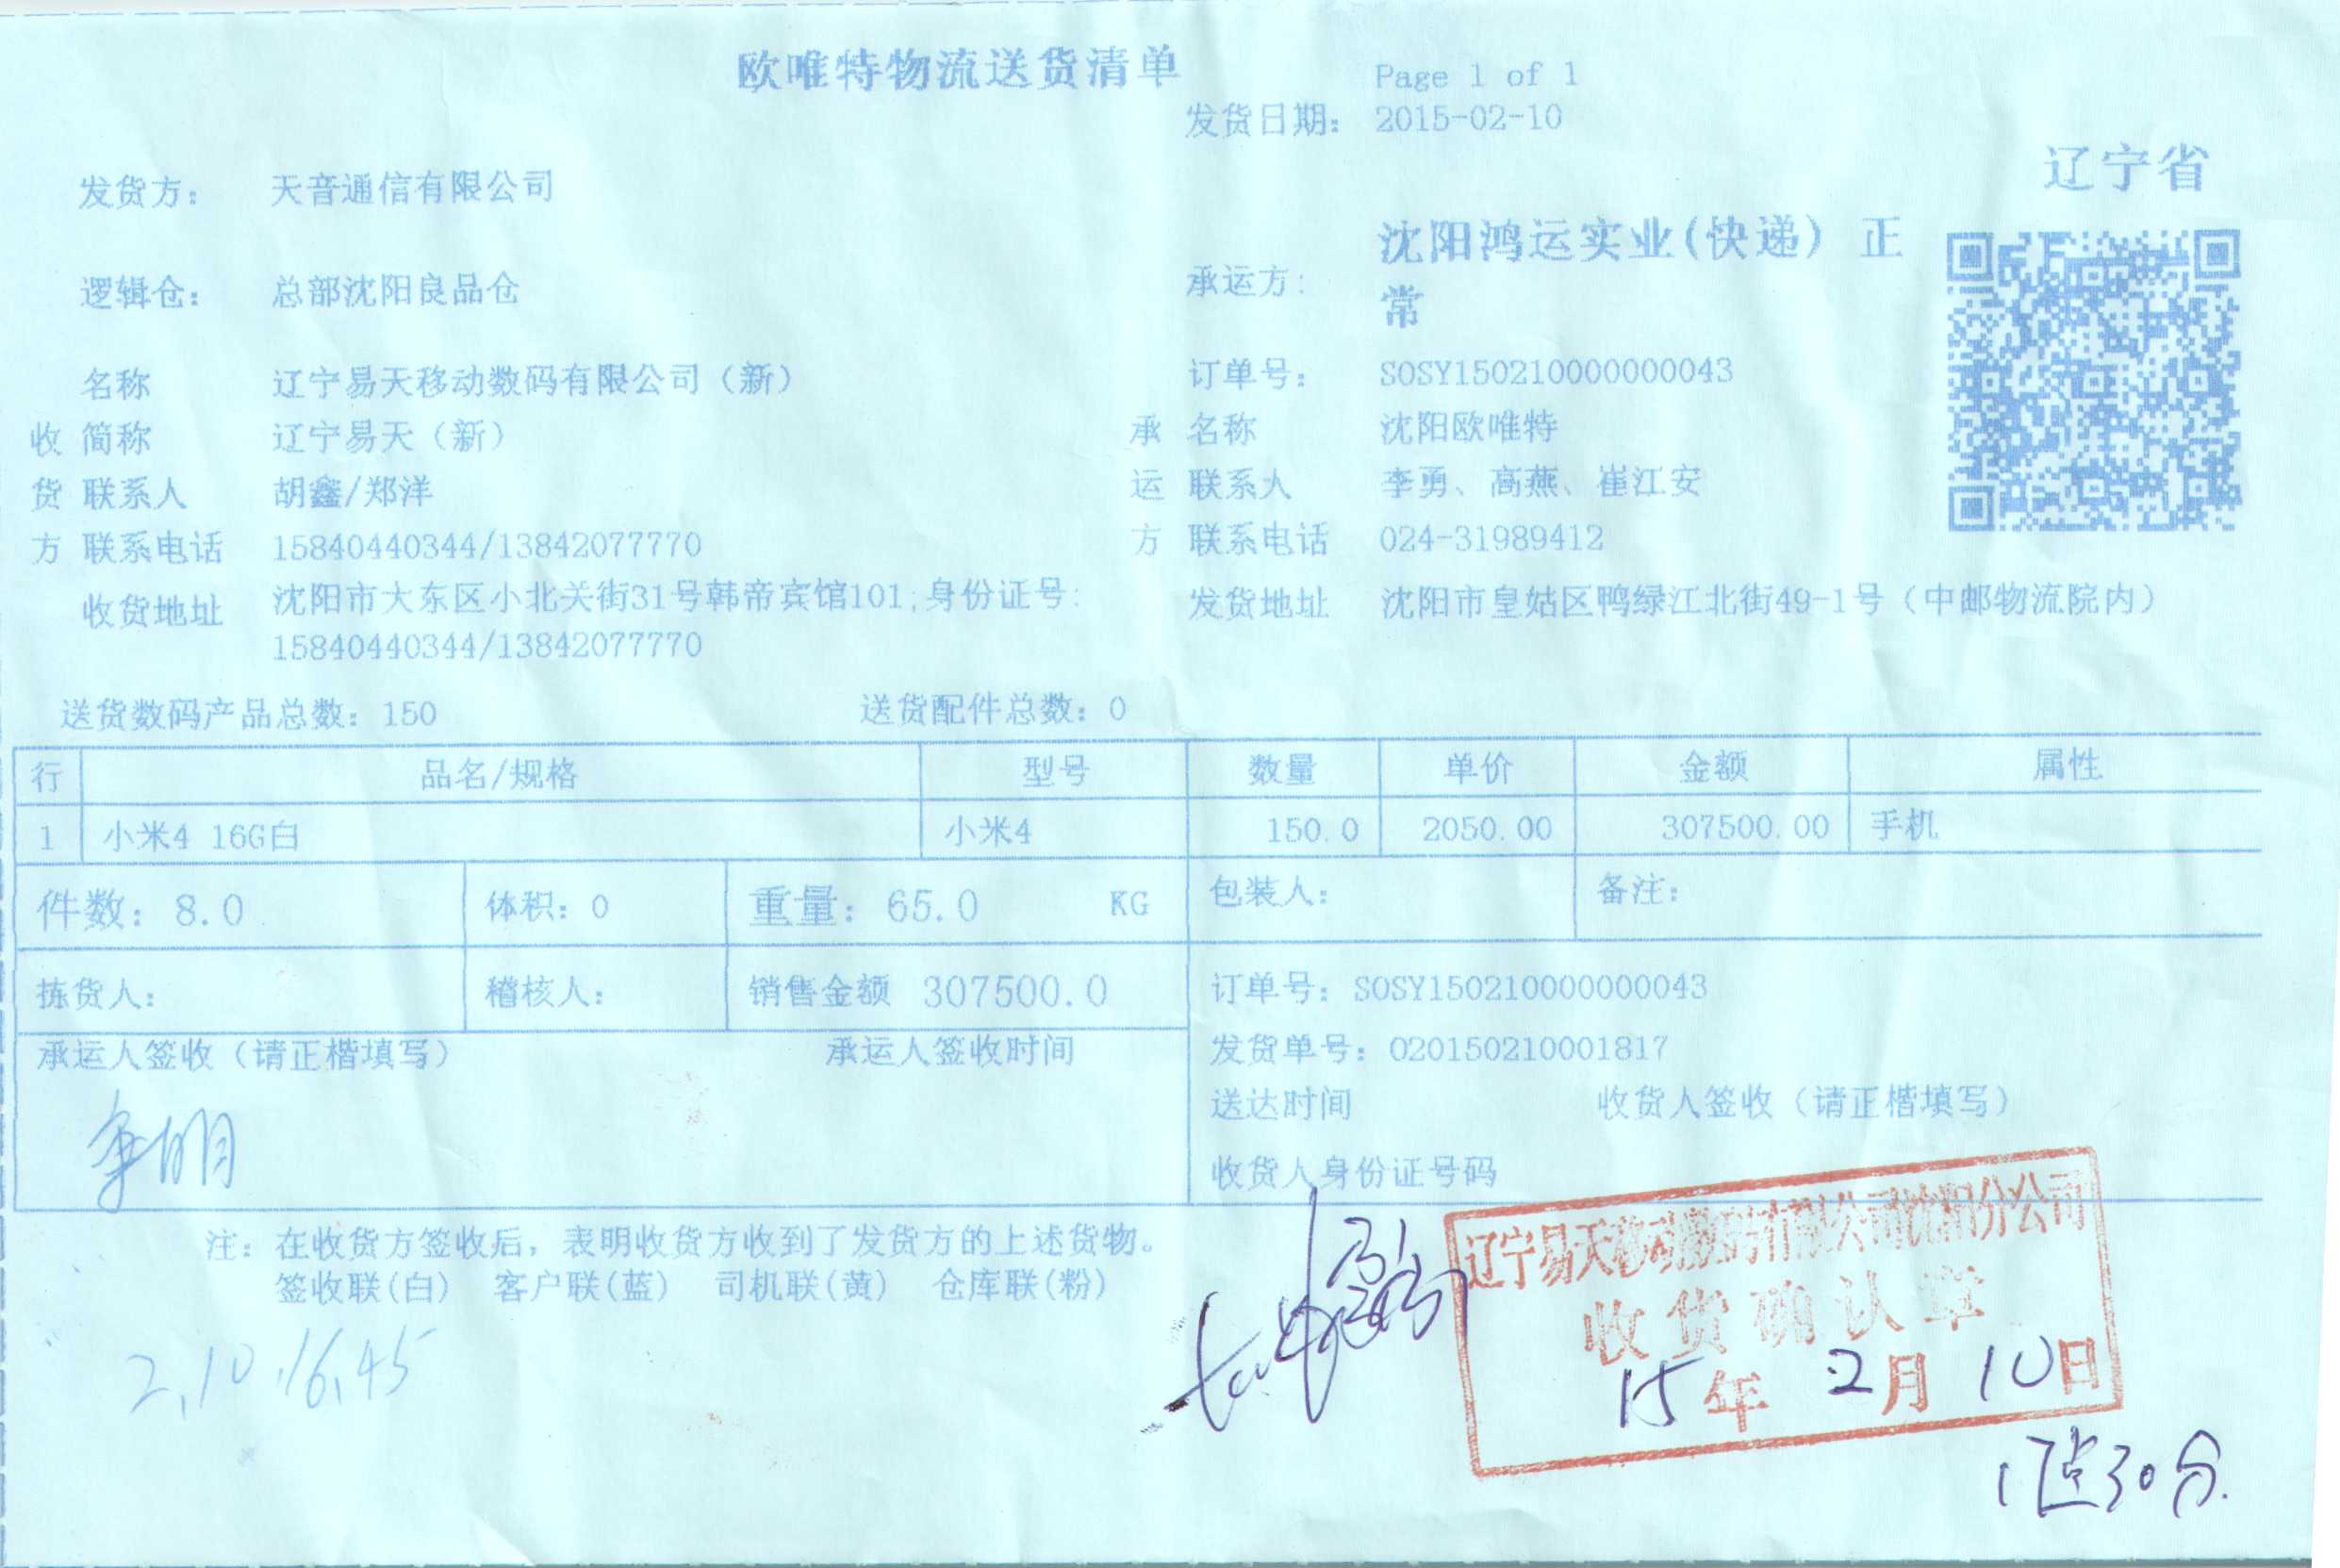 欧唯特物流送货清单
Page 1 of 1
发货日期: 2015-02-10
辽宁省
发货方: 天音通信有限公司
承运方: 沈阳鸿运实业(快递) 正常
逻辑仓: 总部沈阳良品仓
名称 辽宁易天移动数码有限公司（新）
订单号: SOSY150210000000043
收 简称 辽宁易天（新）
承 名称 沈阳欧唯特
货 联系人 胡鑫/郑洋
运 联系人 李勇、高燕、崔江安
方 联系电话 15840440344/13842077770
方 联系电话 024-31989412
收货地址 沈阳市大东区小北关街31号韩帝宾馆101;身份证号:
15840440344/13842077770
发货地址 沈阳市皇姑区鸭绿江北街49-1号（中邮物流院内）
送货数码产品总数: 150 送货配件总数: 0
行 品名/规格 型号 数量 单价 金额 属性
1 小米4 16G白 小米4 150.0 2050.00 307500.00 手机
件数: 8.0 体积: 0 重量: 65.0 KG 包装人: 备注:
拣货人: 稽核人: 销售金额 307500.0 订单号: SOSY150210000000043
承运人签收（请正楷填写） 承运人签收时间 发货单号: 020150210001817
送达时间 收货人签收（请正楷填写）
收货人身份证号码
注: 在收货方签收后，表明收货方收到了发货方的上述货物。
签收联(白) 客户联(蓝) 司机联(黄) 仓库联(粉)
辽宁易天移动数码有限公司沈阳分公司
收货确认章
15年 2月 10日
2.10.16.45